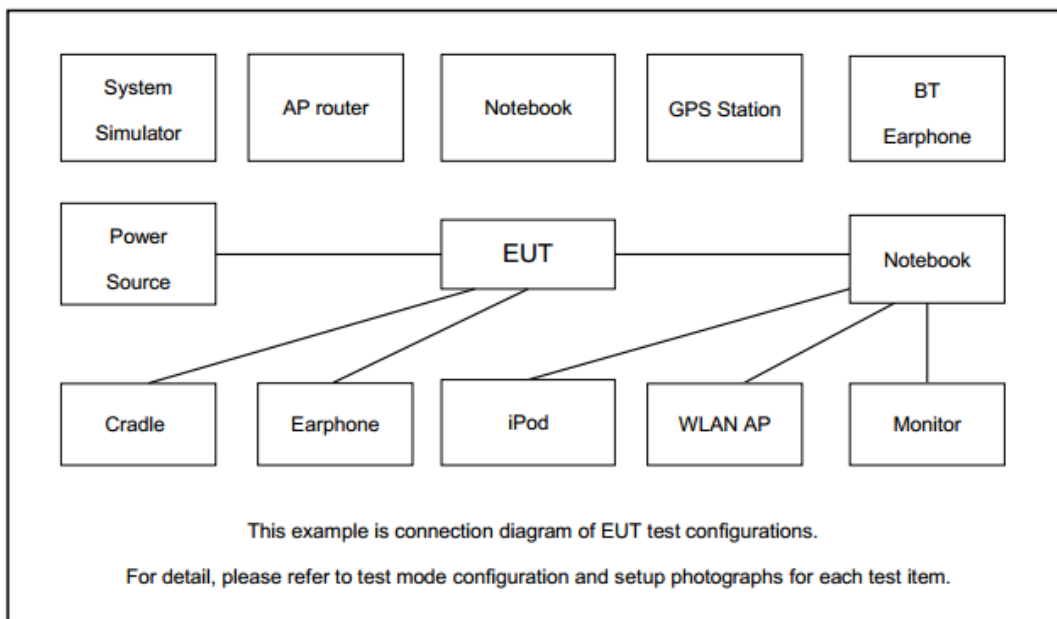 System
Simulator
AP router
Notebook
GPS Station
BT
Earphone
Power
Source
EUT
Notebook
Cradle
Earphone
iPod
WLAN AP
Monitor
This example is connection diagram of EUT test configurations.
For detail, please refer to test mode configuration and setup photographs for each test item.